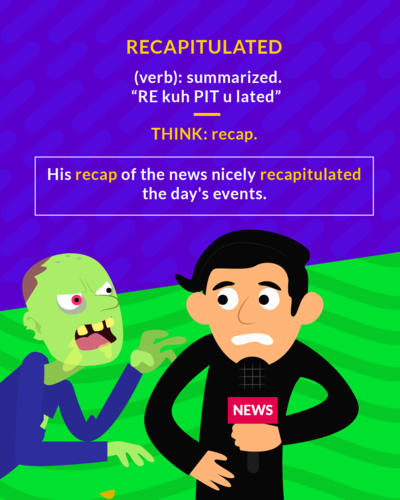 RECAPITULATED
(verb): summarized.
“RE kuh PIT u lated”
THINK: recap.
His recap of the news nicely recapitulated
the day's events.
NEWS